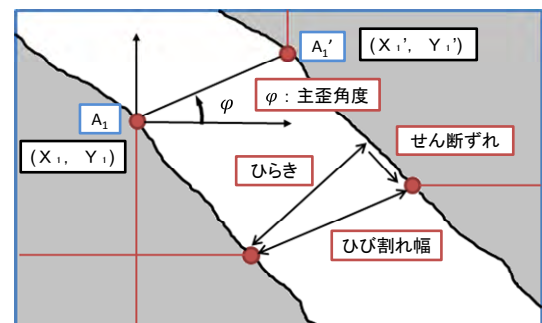 A₁′ (X₁′, Y₁′)
φ
φ：主歪角度
A₁
(X₁, Y₁)
せん断ずれ
ひらき
ひび割れ幅